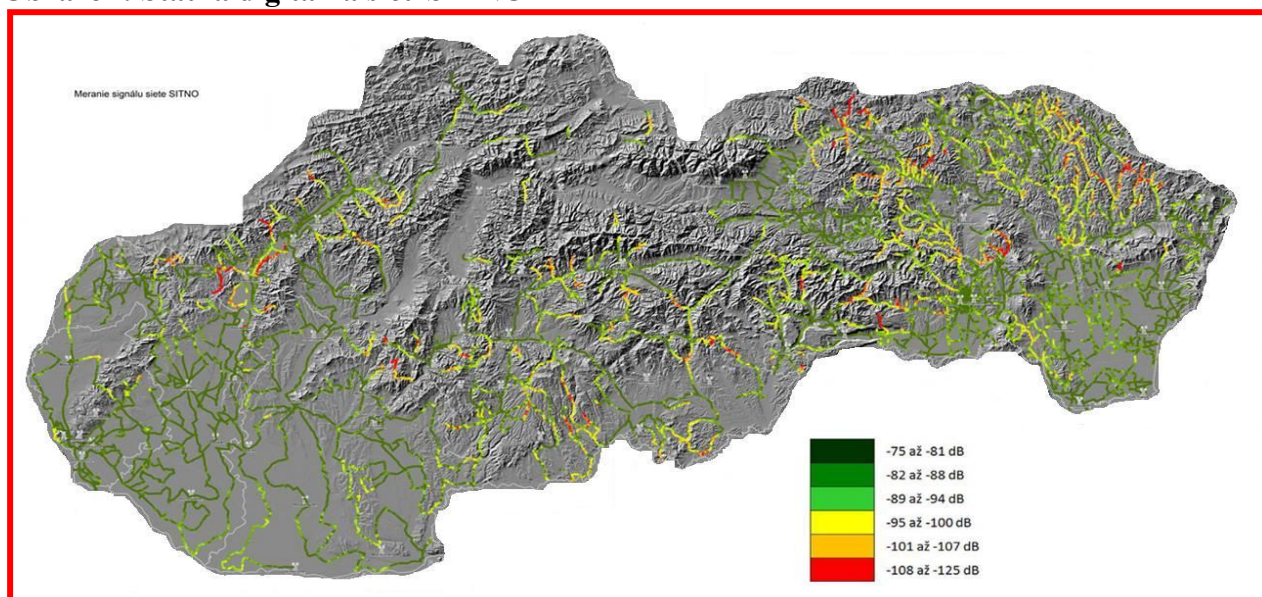 Meranie signálu siete SITNO
-75 až -81 dB
-82 až -88 dB
-89 až -94 dB
-95 až -100 dB
-101 až -107 dB
-108 až -125 dB